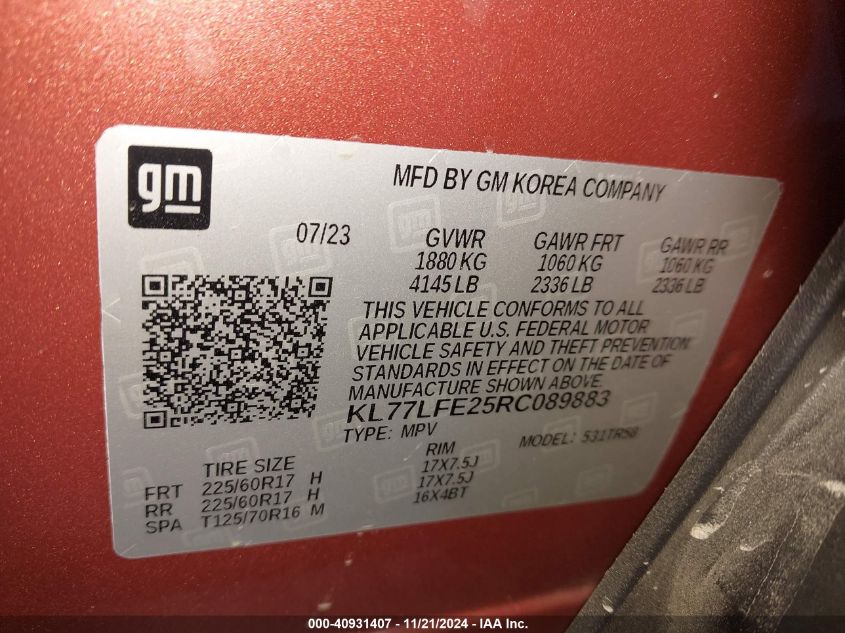 gm
MFD BY GM KOREA COMPANY
07/23 GVWR GAWR FRT GAWR RR
1880 KG 1060 KG 1060 KG
4145 LB 2336 LB 2336 LB
THIS VEHICLE CONFORMS TO ALL
APPLICABLE U.S. FEDERAL MOTOR
VEHICLE SAFETY AND THEFT PREVENTION
STANDARDS IN EFFECT ON THE DATE OF
MANUFACTURE SHOWN ABOVE.
KL77LFE25RC089883
TYPE: MPV MODEL: 531TR58
TIRE SIZE RIM
FRT 225/60R17 H 17X7.5J
RR 225/60R17 H 17X7.5J
SPA T125/70R16 M 16X4BT
000-40931407 - 11/21/2024 - IAA Inc.